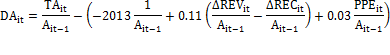 DA_it = TA_it / A_it−1 − (−2013 1 / A_it−1 + 0.11 (ΔREV_it / A_it−1 − ΔREC_it / A_it−1) + 0.03 PPE_it / A_it−1)